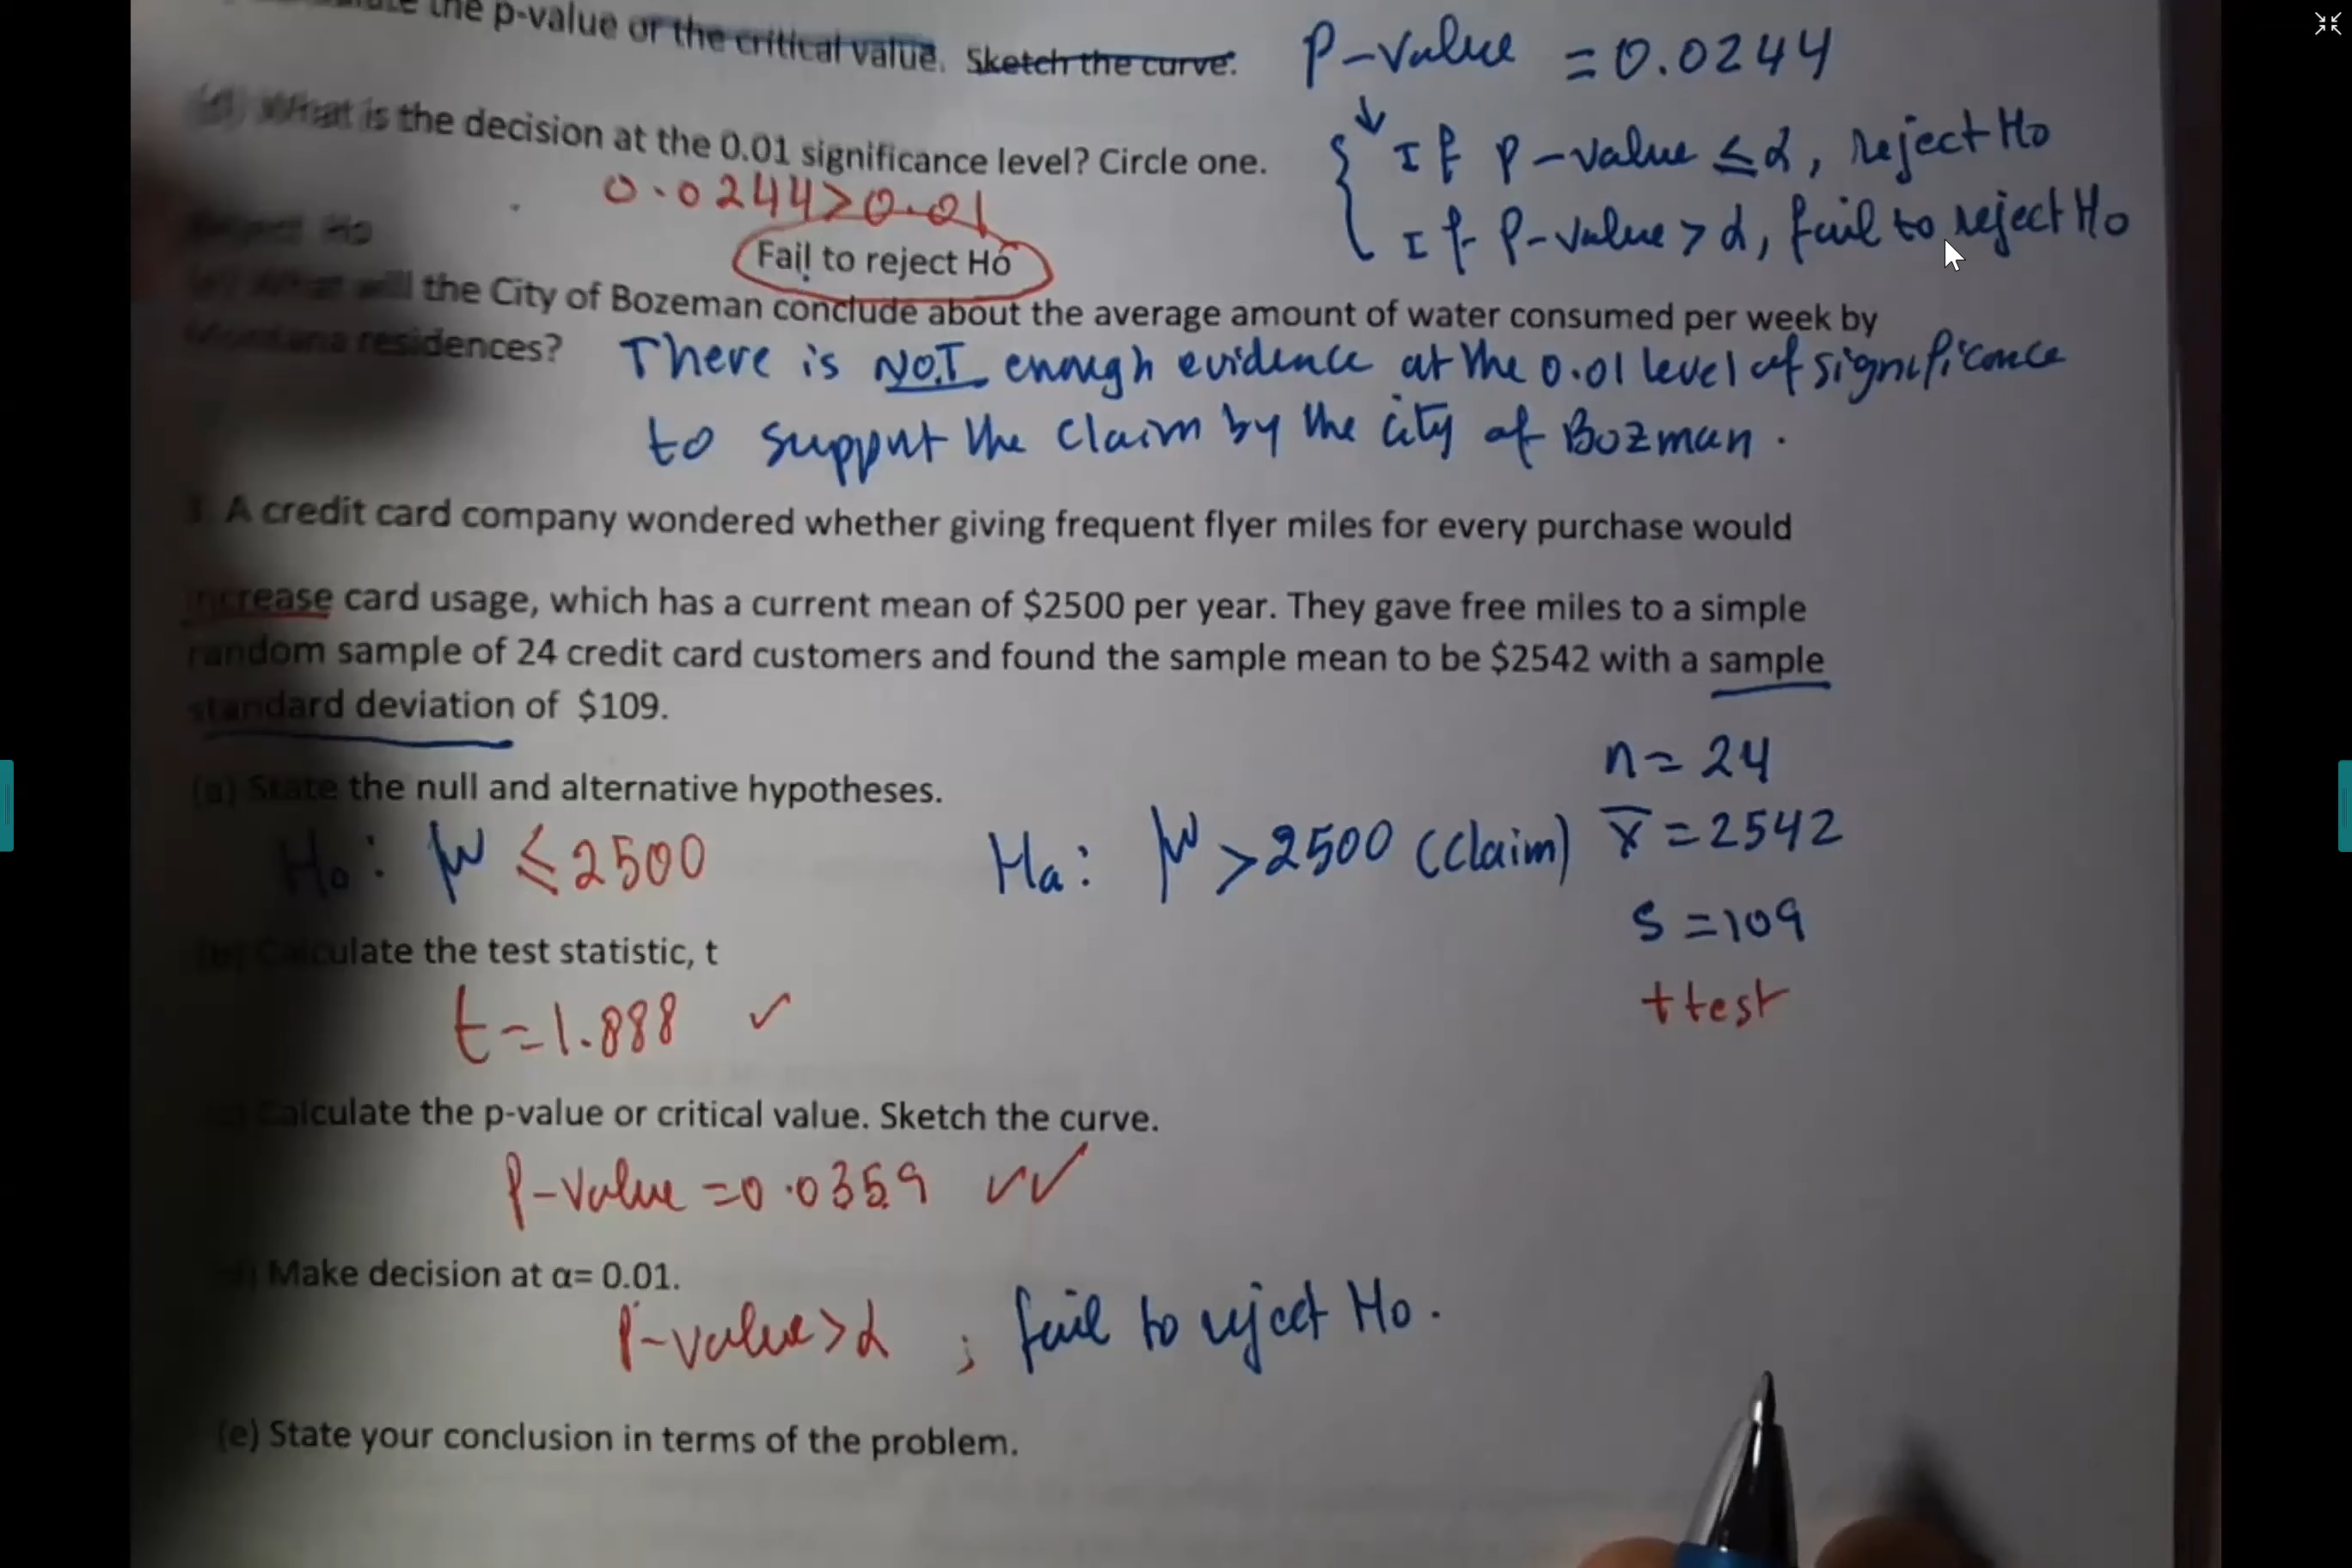 the p-value or the critical value. Sketch the curve.
P-value = 0.0244
What is the decision at the 0.01 significance level? Circle one.
If p-value ≤ α, reject Ho
0.0244 > 0.01
If P-value > α, fail to reject Ho
Reject Ho
Fail to reject Ho
What will the City of Bozeman conclude about the average amount of water consumed per week by
Montana residences?
There is NOT enough evidence at the 0.01 level of significance
to support the claim by the city of Bozman.
A credit card company wondered whether giving frequent flyer miles for every purchase would
increase card usage, which has a current mean of $2500 per year. They gave free miles to a simple
random sample of 24 credit card customers and found the sample mean to be $2542 with a sample
standard deviation of $109.
n = 24
(a) State the null and alternative hypotheses.
x̄ = 2542
Ho: μ ≤ 2500
Ha: μ > 2500 (claim)
s = 109
(b) Calculate the test statistic, t
t test
t = 1.888 ✓
Calculate the p-value or critical value. Sketch the curve.
P-value = 0.0359 ✓✓
Make decision at α= 0.01.
P-value > α ; fail to reject Ho.
(e) State your conclusion in terms of the problem.